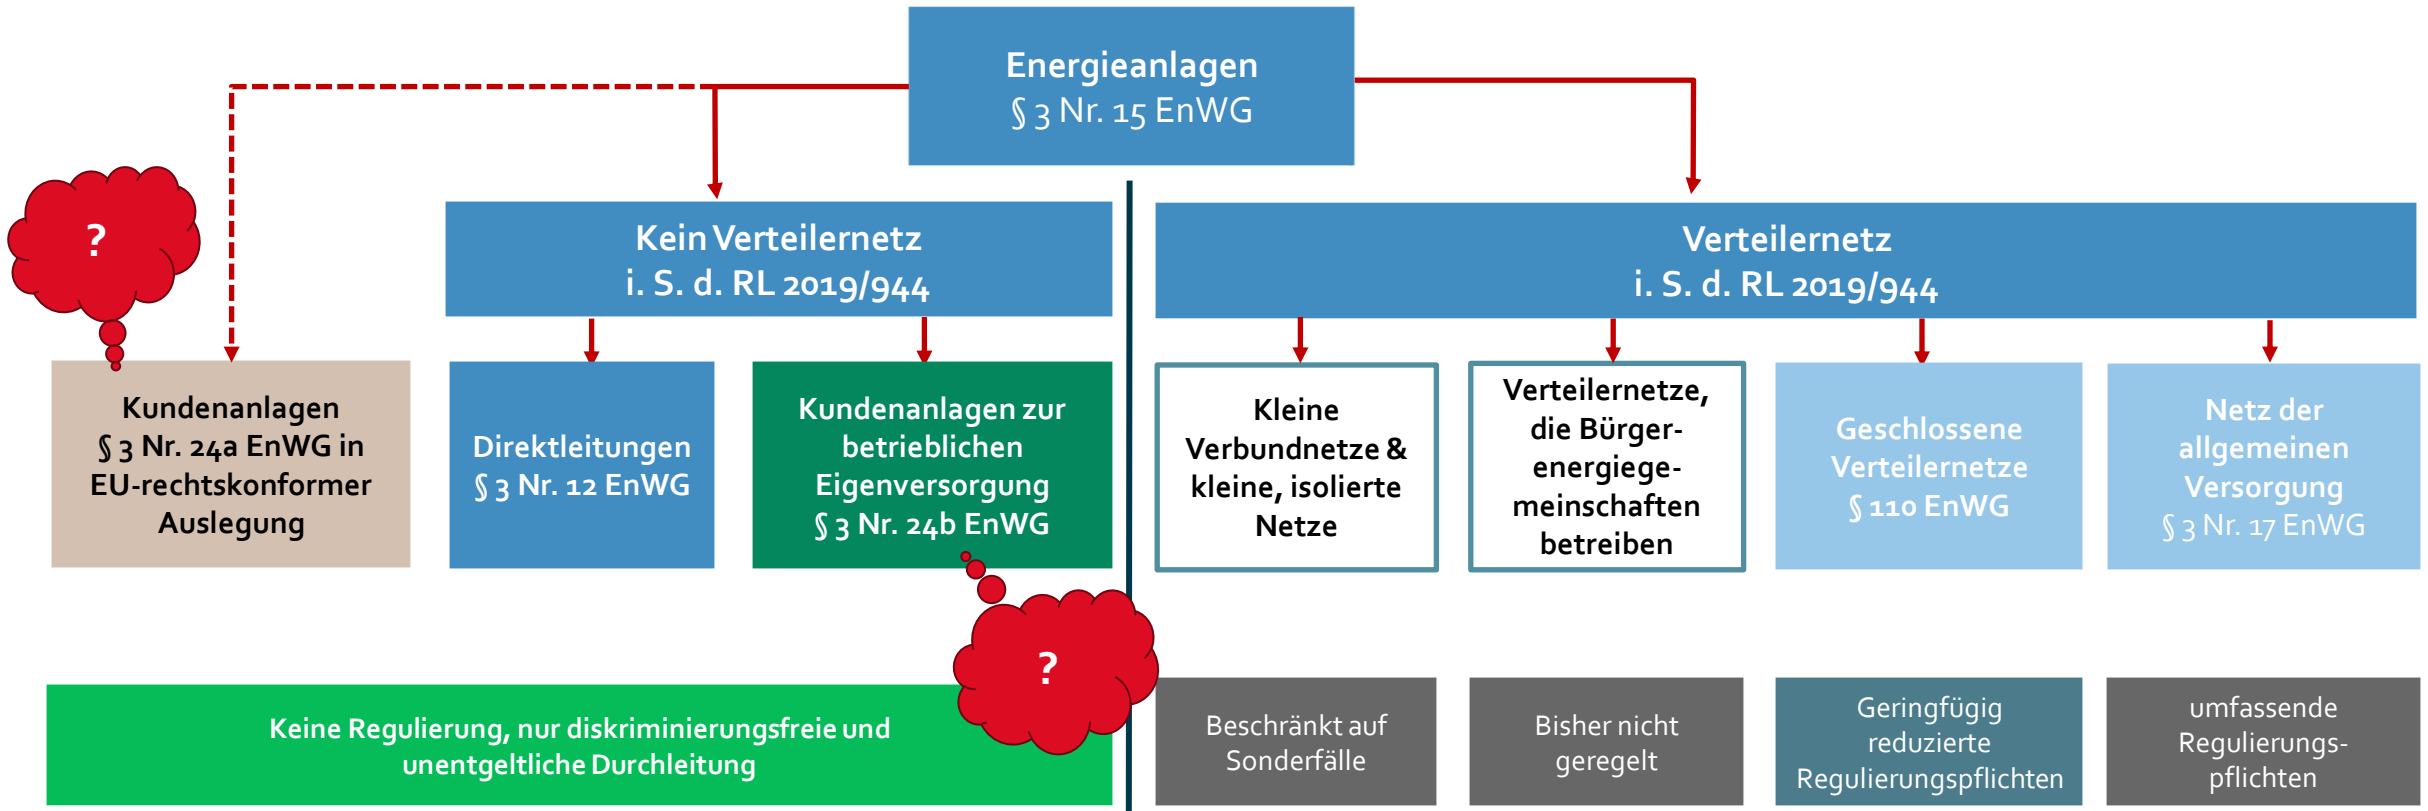 Energieanlagen
§ 3 Nr. 15 EnWG
?
Kein Verteilernetz
i. S. d. RL 2019/944
Verteilernetz
i. S. d. RL 2019/944
Kundenanlagen
§ 3 Nr. 24a EnWG in
EU-rechtskonformer
Auslegung
Direktleitungen
§ 3 Nr. 12 EnWG
Kundenanlagen zur
betrieblichen
Eigenversorgung
§ 3 Nr. 24b EnWG
Kleine
Verbundnetze &
kleine, isolierte
Netze
Verteilernetze,
die Bürger-
energiege-
meinschaften
betreiben
Geschlossene
Verteilernetze
§ 110 EnWG
Netz der
allgemeinen
Versorgung
§ 3 Nr. 17 EnWG
?
Keine Regulierung, nur diskriminierungsfreie und
unentgeltliche Durchleitung
Beschränkt auf
Sonderfälle
Bisher nicht
geregelt
Geringfügig
reduzierte
Regulierungspflichten
umfassende
Regulierungs-
pflichten